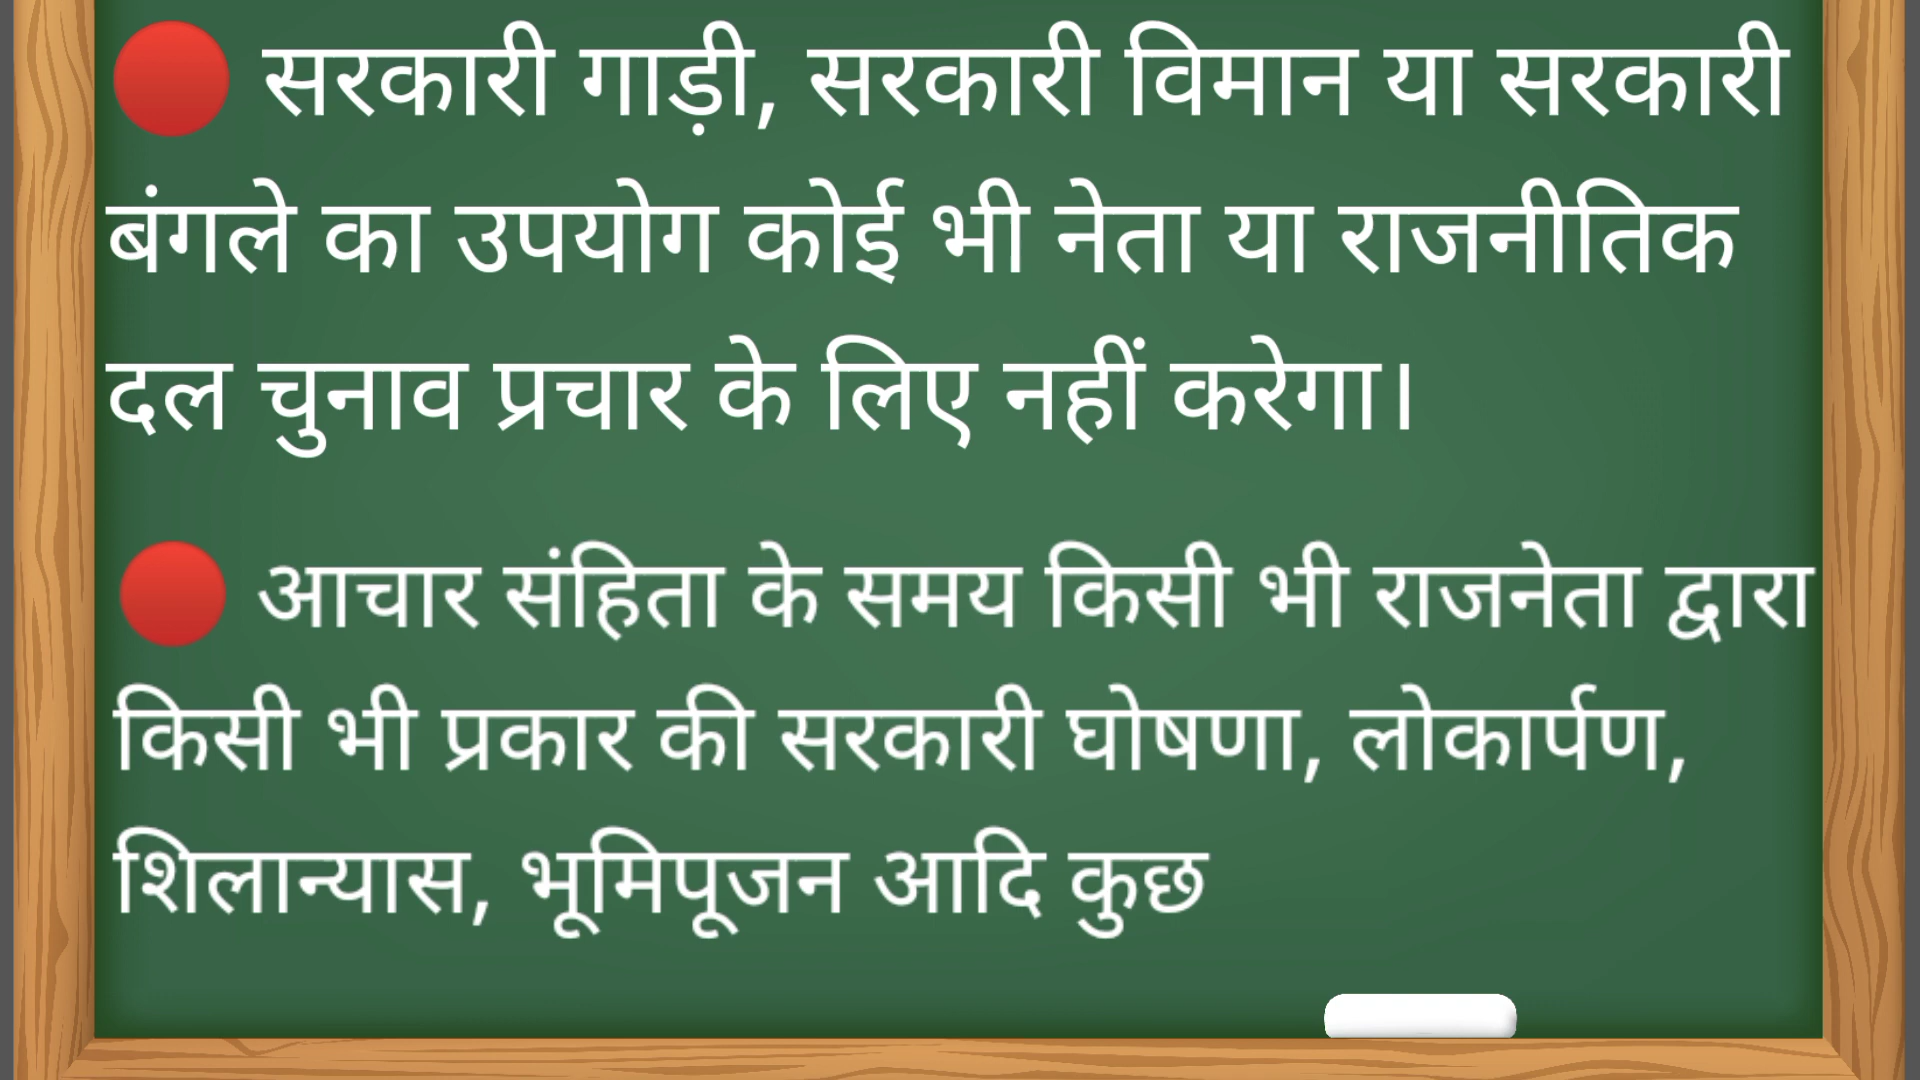 सरकारी गाड़ी, सरकारी विमान या सरकारी
बंगले का उपयोग कोई भी नेता या राजनीतिक
दल चुनाव प्रचार के लिए नहीं करेगा।
आचार संहिता के समय किसी भी राजनेता द्वारा
किसी भी प्रकार की सरकारी घोषणा, लोकार्पण,
शिलान्यास, भूमिपूजन आदि कुछ